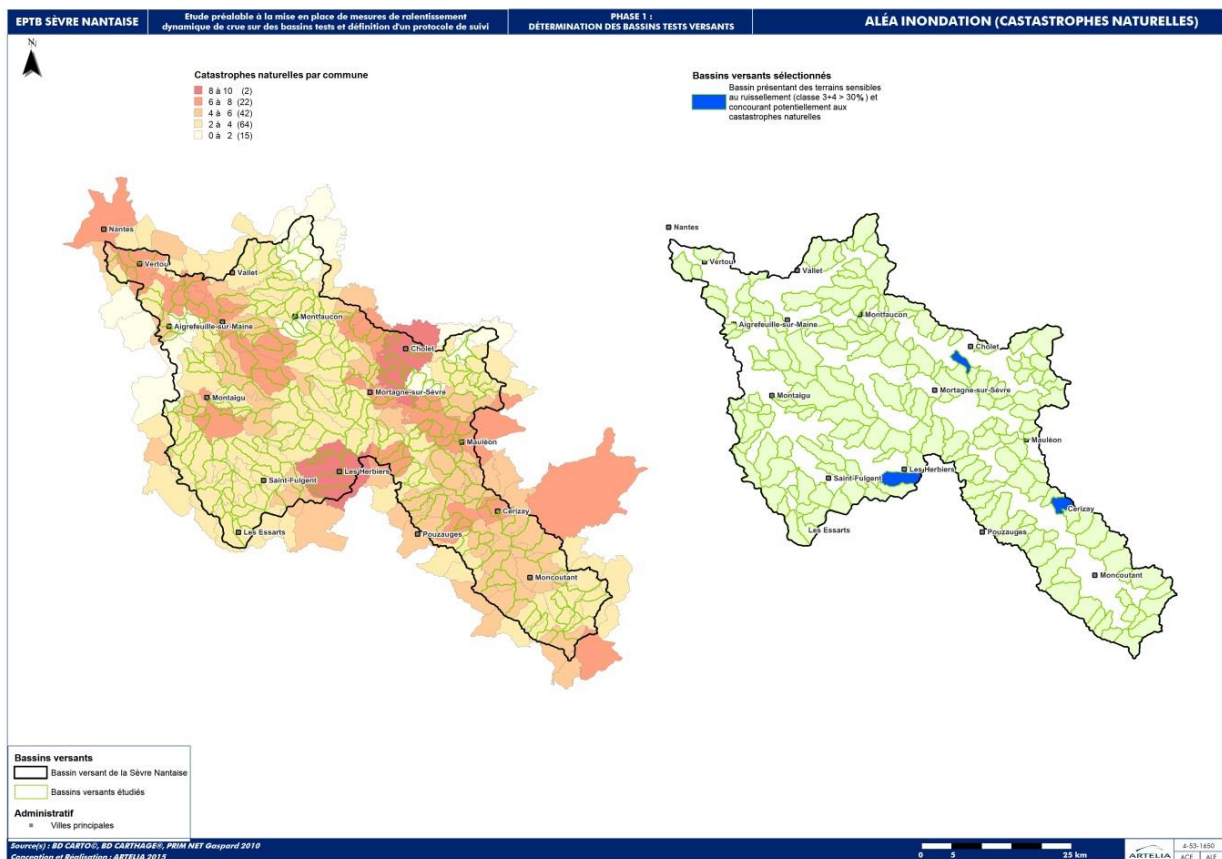 EPTB SÈVRE NANTAISE
Etude préalable à la mise en place de mesures de ralentissement
dynamique de crue sur des bassins tests et définition d'un protocole de suivi
PHASE 1 :
DÉTERMINATION DES BASSINS TESTS VERSANTS
ALÉA INONDATION (CASTASTROPHES NATURELLES)
N
Catastrophes naturelles par commune
8 à 10 (2)
6 à 8 (22)
4 à 6 (42)
2 à 4 (64)
0 à 2 (15)
Bassins versants sélectionnés
Bassin présentant des terrains sensibles
au ruissellement (classe 3+4 > 30%) et
concourant potentiellement aux
castastrophes naturelles
Nantes
Vertou
Vallet
Aigrefeuille-sur-Maine
Montfaucon
Cholet
Mortagne-sur-Sèvre
Montaigu
Mauléon
Les Herbiers
Saint-Fulgent
Cerizay
Les Essarts
Pouzauges
Moncoutant
Nantes
Vertou
Vallet
Aigrefeuille-sur-Maine
Montfaucon
Cholet
Mortagne-sur-Sèvre
Montaigu
Mauléon
Les Herbiers
Saint-Fulgent
Cerizay
Les Essarts
Pouzauges
Moncoutant
Bassins versants
Bassin versant de la Sèvre Nantaise
Bassins versants étudiés
Administratif
Villes principales
Source(s) : BD CARTO©, BD CARTHAGE®, PRIM NET Gaspard 2010
Conception et Réalisation : ARTELIA 2015
0 5 25 km
ARTELIA
4-53-1650
ACF ALE